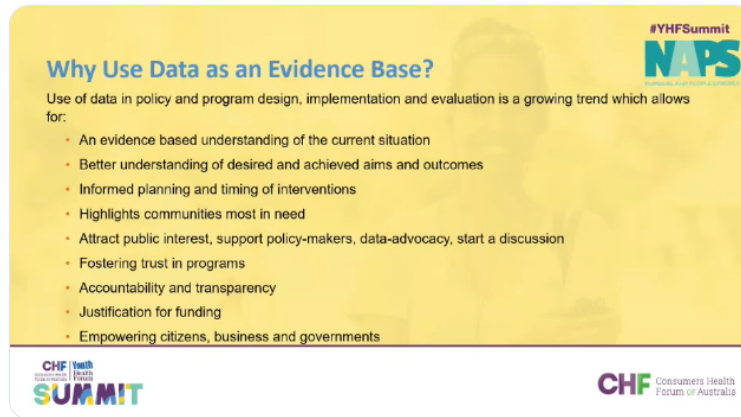 #YHFSummit
NAPS
Why Use Data as an Evidence Base?
Use of data in policy and program design, implementation and evaluation is a growing trend which allows
for:
• An evidence based understanding of the current situation
• Better understanding of desired and achieved aims and outcomes
• Informed planning and timing of interventions
• Highlights communities most in need
• Attract public interest, support policy-makers, data-advocacy, start a discussion
• Fostering trust in programs
• Accountability and transparency
• Justification for funding
• Empowering citizens, business and governments
CHF Youth
Health
Forum
SUMMIT
CHF Consumers Health
Forum OF Australia